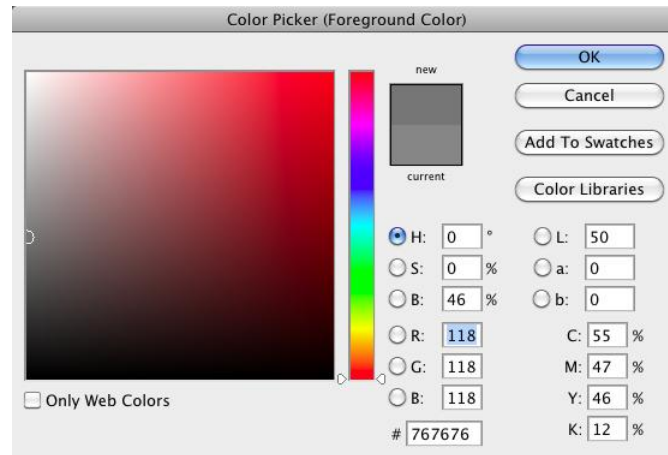 Color Picker (Foreground Color)
new
current
OK
Cancel
Add To Swatches
Color Libraries
H: 0 °
S: 0 %
B: 46 %
R: 118
G: 118
B: 118
# 767676
L: 50
a: 0
b: 0
C: 55 %
M: 47 %
Y: 46 %
K: 12 %
Only Web Colors